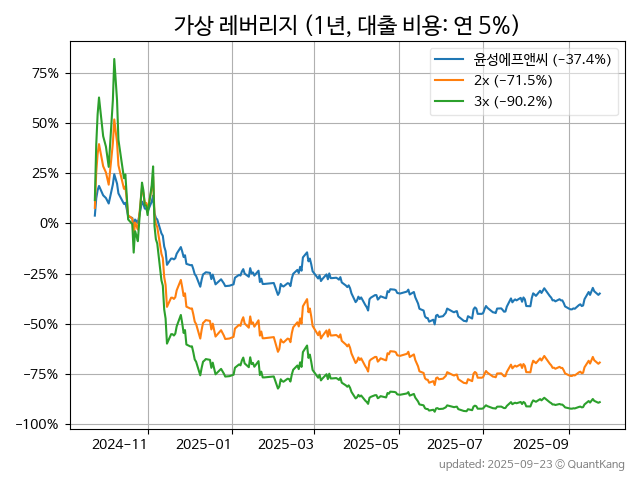 가상 레버리지 (1년, 대출 비용: 연 5%)
윤성에프앤씨 (−37.4%)
2x (−71.5%)
3x (−90.2%)
75%
50%
25%
0%
−25%
−50%
−75%
−100%
2024-11 2025-01 2025-03 2025-05 2025-07 2025-09
updated: 2025-09-23 © QuantKang